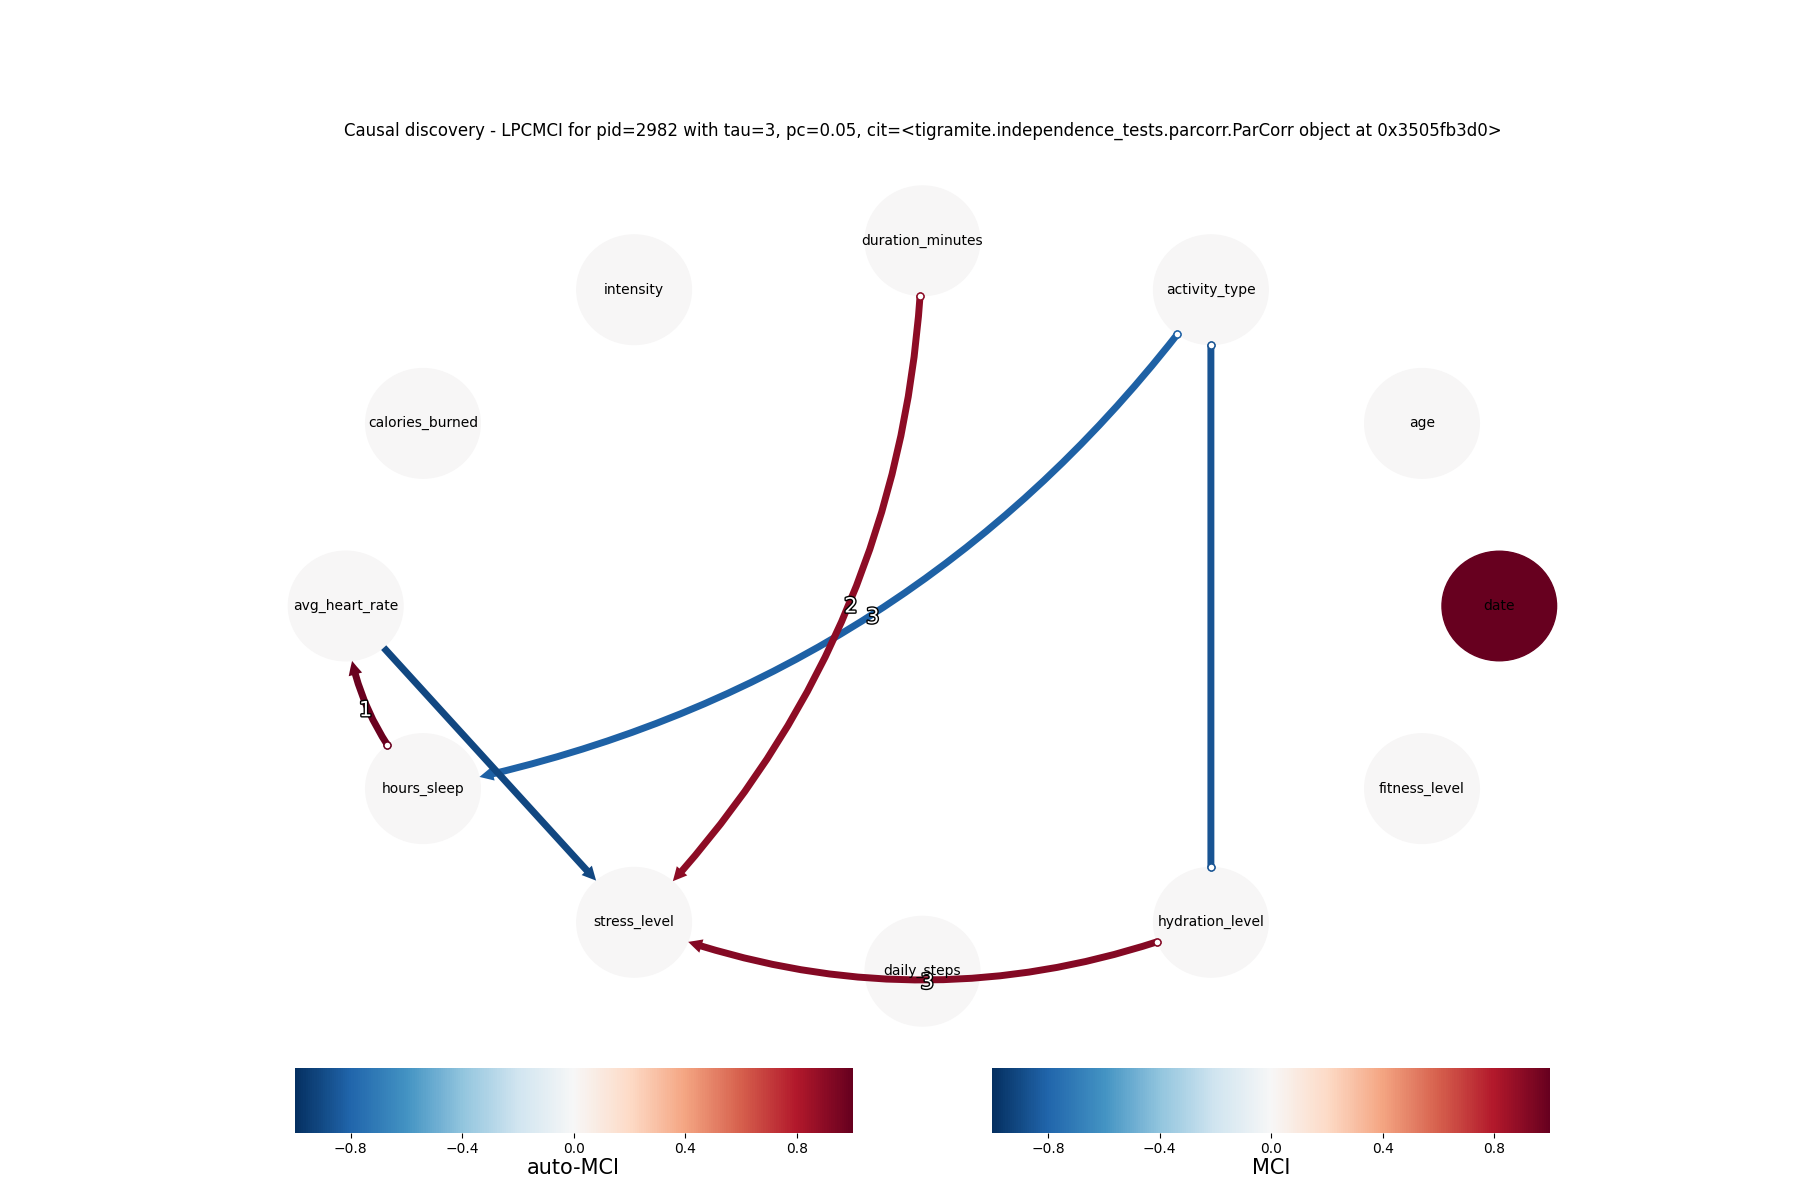 Causal discovery - LPCMCI for pid=2982 with tau=3, pc=0.05, cit=<tigramite.independence_tests.parcorr.ParCorr object at 0x3505fb3d0>
duration_minutes
intensity
activity_type
calories_burned
age
avg_heart_rate
2
3
date
1
hours_sleep
fitness_level
stress_level
hydration_level
daily_steps
3
−0.8 −0.4 0.0 0.4 0.8
auto-MCI
−0.8 −0.4 0.0 0.4 0.8
MCI